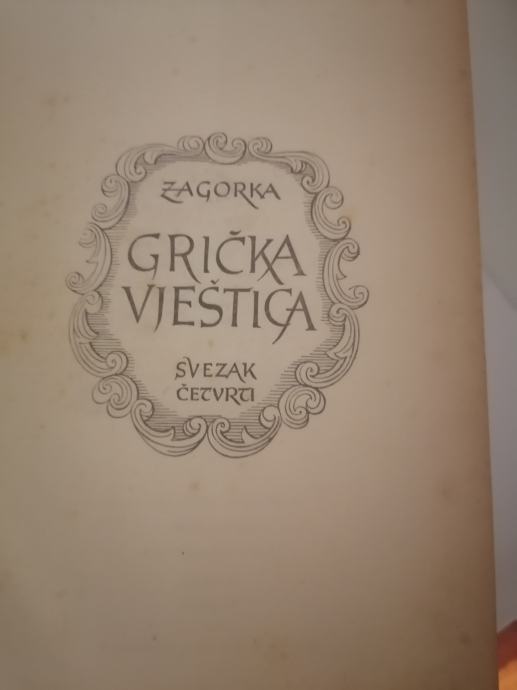 ZAGORKA
GRIČKA
VJEŠTICA
SVEZAK
ČETVRTI